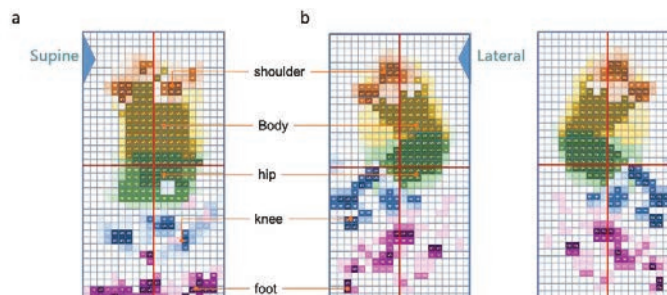 a
b
Supine
Lateral
shoulder
Body
hip
knee
foot